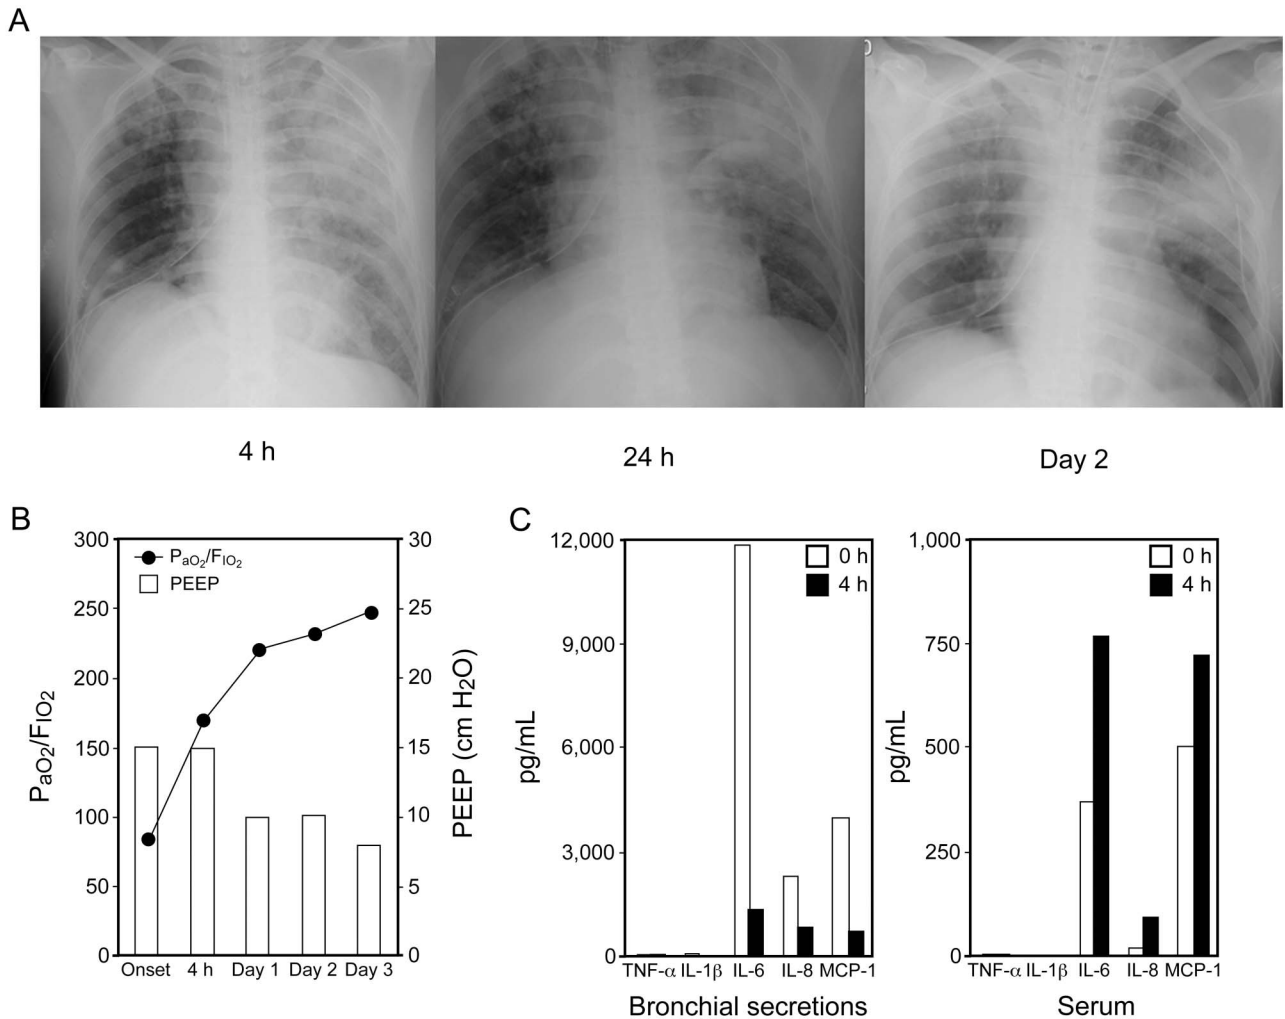 A
4 h
24 h
Day 2
B
PaO2/FIO2
PEEP
300
250
200
150
100
50
0
PaO2/FIO2
30
25
20
15
10
5
0
PEEP (cm H2O)
Onset 4 h Day 1 Day 2 Day 3
C
12,000
9,000
6,000
3,000
0
pg/mL
0 h
4 h
TNF-α IL-1β IL-6 IL-8 MCP-1
Bronchial secretions
1,000
750
500
250
0
pg/mL
0 h
4 h
TNF-α IL-1β IL-6 IL-8 MCP-1
Serum